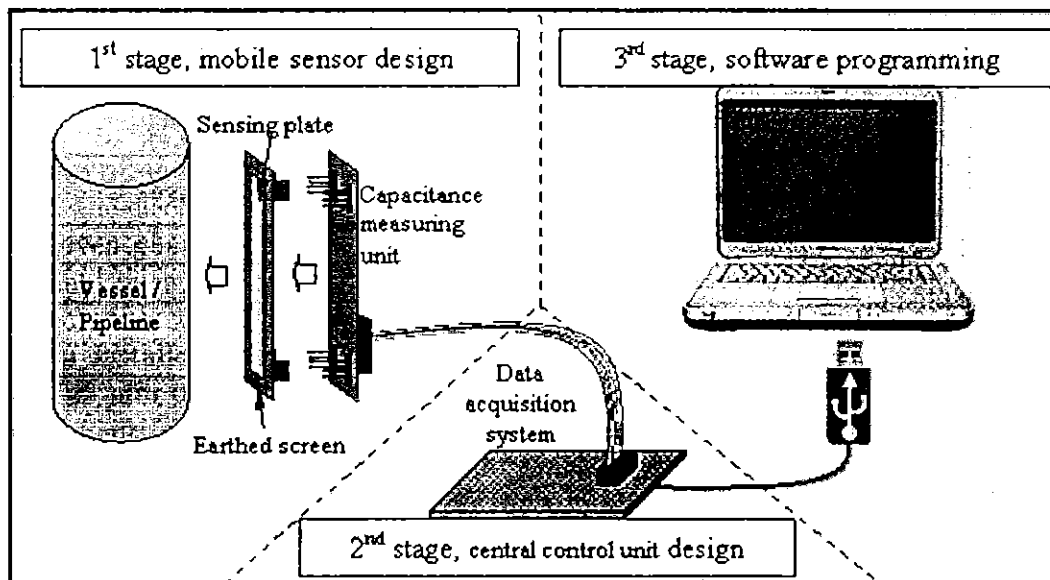 1st stage, mobile sensor design
3rd stage, software programming
Sensing plate
Capacitance
measuring
unit
Vessel /
Pipeline
Earthed screen
Data
acquisition
system
2nd stage, central control unit design